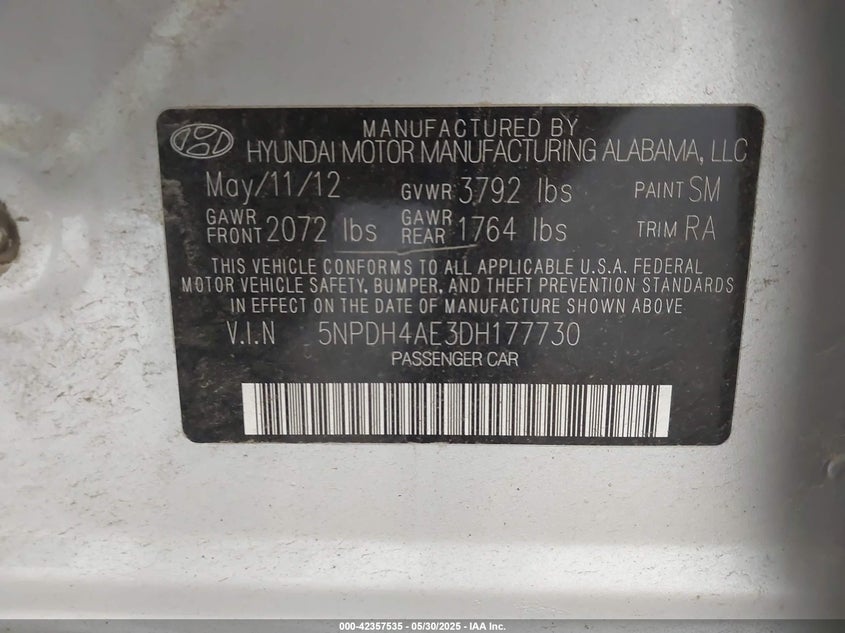 MANUFACTURED BY
HYUNDAI MOTOR MANUFACTURING ALABAMA, LLC
May/11/12 GVWR 3792 lbs PAINT SM
GAWR FRONT 2072 lbs GAWR REAR 1764 lbs TRIM RA
THIS VEHICLE CONFORMS TO ALL APPLICABLE U.S.A. FEDERAL
MOTOR VEHICLE SAFETY, BUMPER, AND THEFT PREVENTION STANDARDS
IN EFFECT ON THE DATE OF MANUFACTURE SHOWN ABOVE
V.I.N 5NPDH4AE3DH177730
PASSENGER CAR
000-42357535 - 05/30/2025 - IAA Inc.